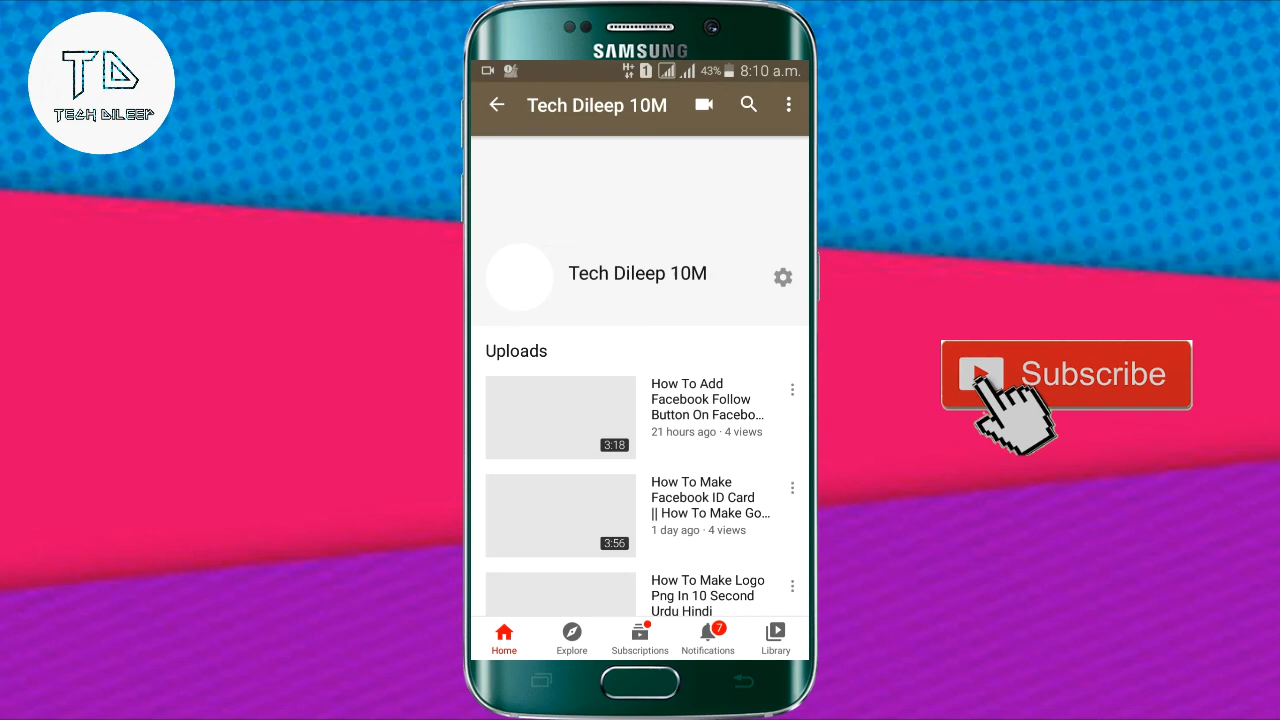 TD
TECH DILEEP
SAMSUNG
H+ 1 43% 8:10 a.m.
Tech Dileep 10M
Tech Dileep 10M
Uploads
How To Add
Facebook Follow
Button On Facebo...
21 hours ago · 4 views
3:18
How To Make
Facebook ID Card
|| How To Make Go...
1 day ago · 4 views
3:56
How To Make Logo
Png In 10 Second
Urdu Hindi
Subscribe
7
Home Explore Subscriptions Notifications Library